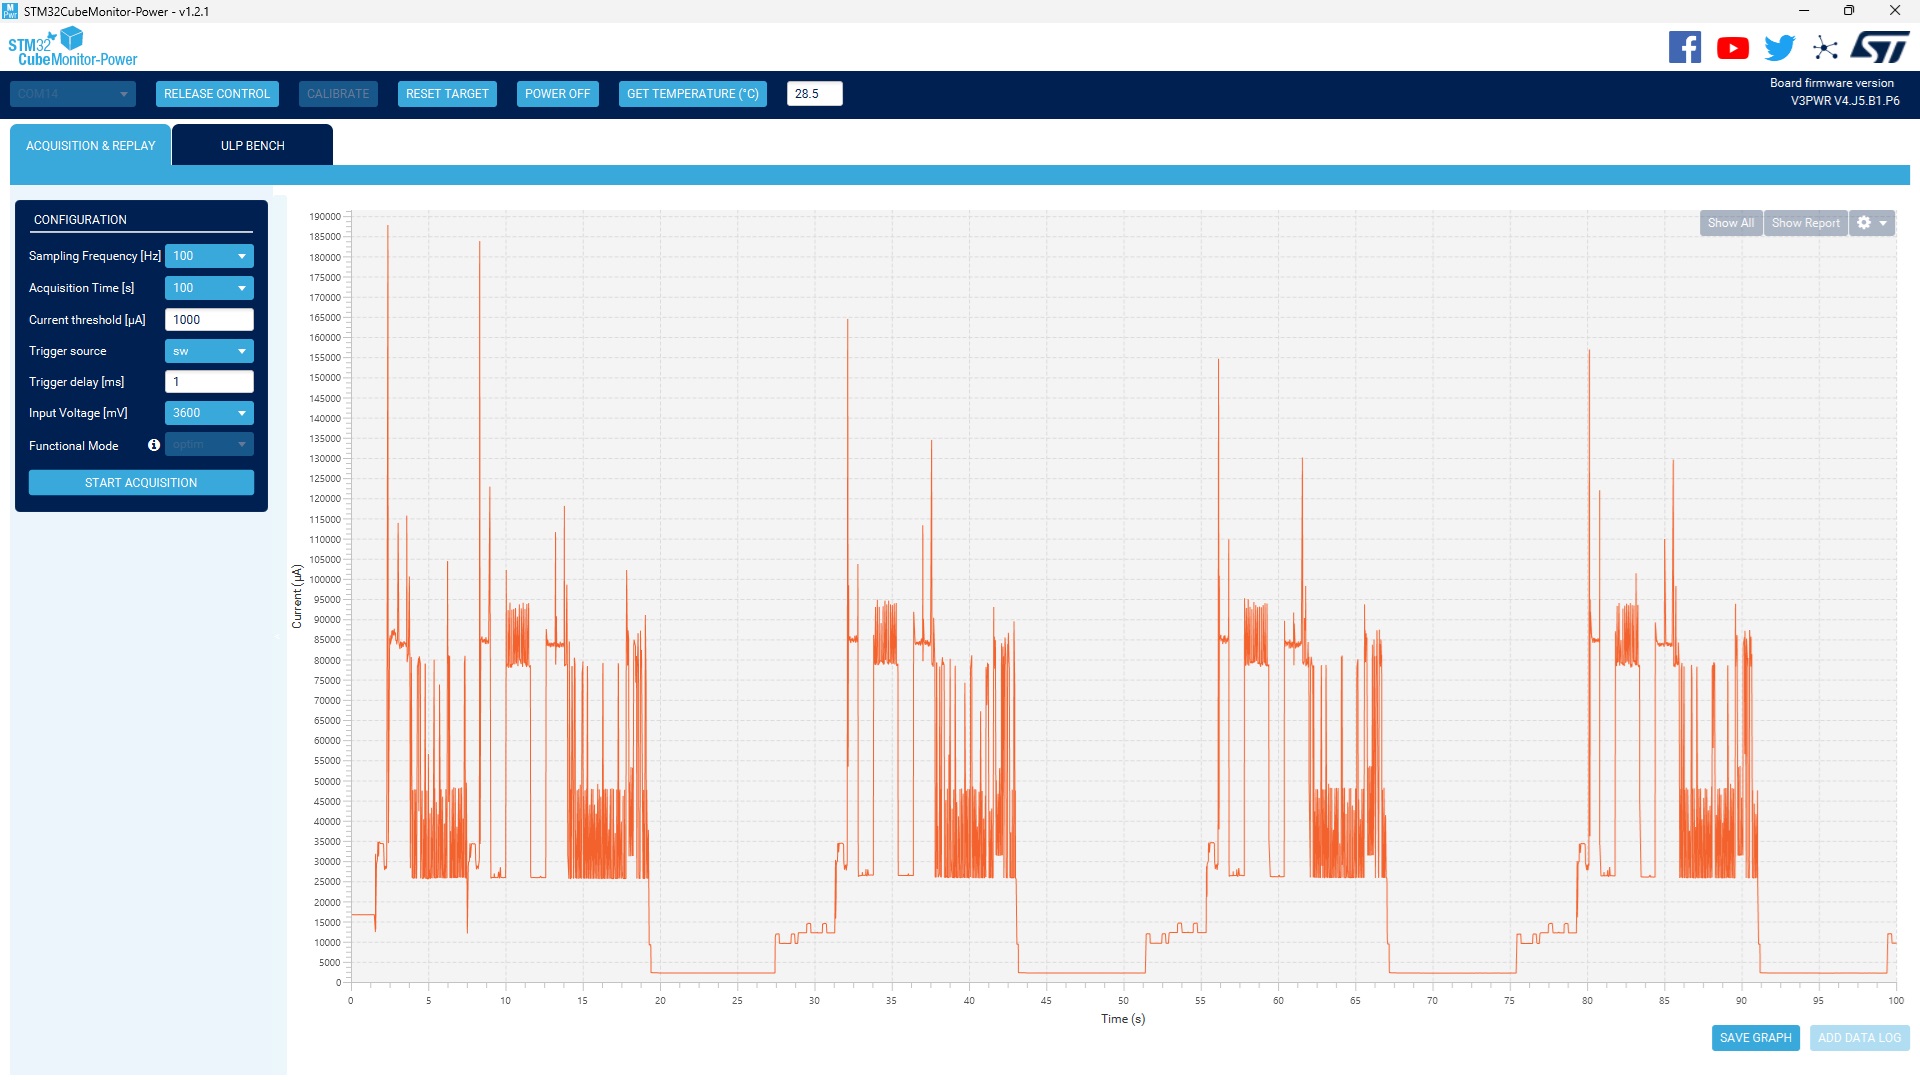 STM32CubeMonitor-Power - v1.2.1
STM32
CubeMonitor-Power
COM14
RELEASE CONTROL
CALIBRATE
RESET TARGET
POWER OFF
GET TEMPERATURE (°C)
28.5
Board firmware version
V3PWR V4.J5.B1.P6
ACQUISITION & REPLAY
ULP BENCH
CONFIGURATION
Sampling Frequency [Hz] 100
Acquisition Time [s] 100
Current threshold [µA] 1000
Trigger source sw
Trigger delay [ms] 1
Input Voltage [mV] 3600
Functional Mode optim
START ACQUISITION
Show All
Show Report
190000
185000
180000
175000
170000
165000
160000
155000
150000
145000
140000
135000
130000
125000
120000
115000
110000
105000
100000
95000
90000
85000
80000
75000
70000
65000
60000
55000
50000
45000
40000
35000
30000
25000
20000
15000
10000
5000
0
Current (µA)
0 5 10 15 20 25 30 35 40 45 50 55 60 65 70 75 80 85 90 95 100
Time (s)
SAVE GRAPH
ADD DATA LOG